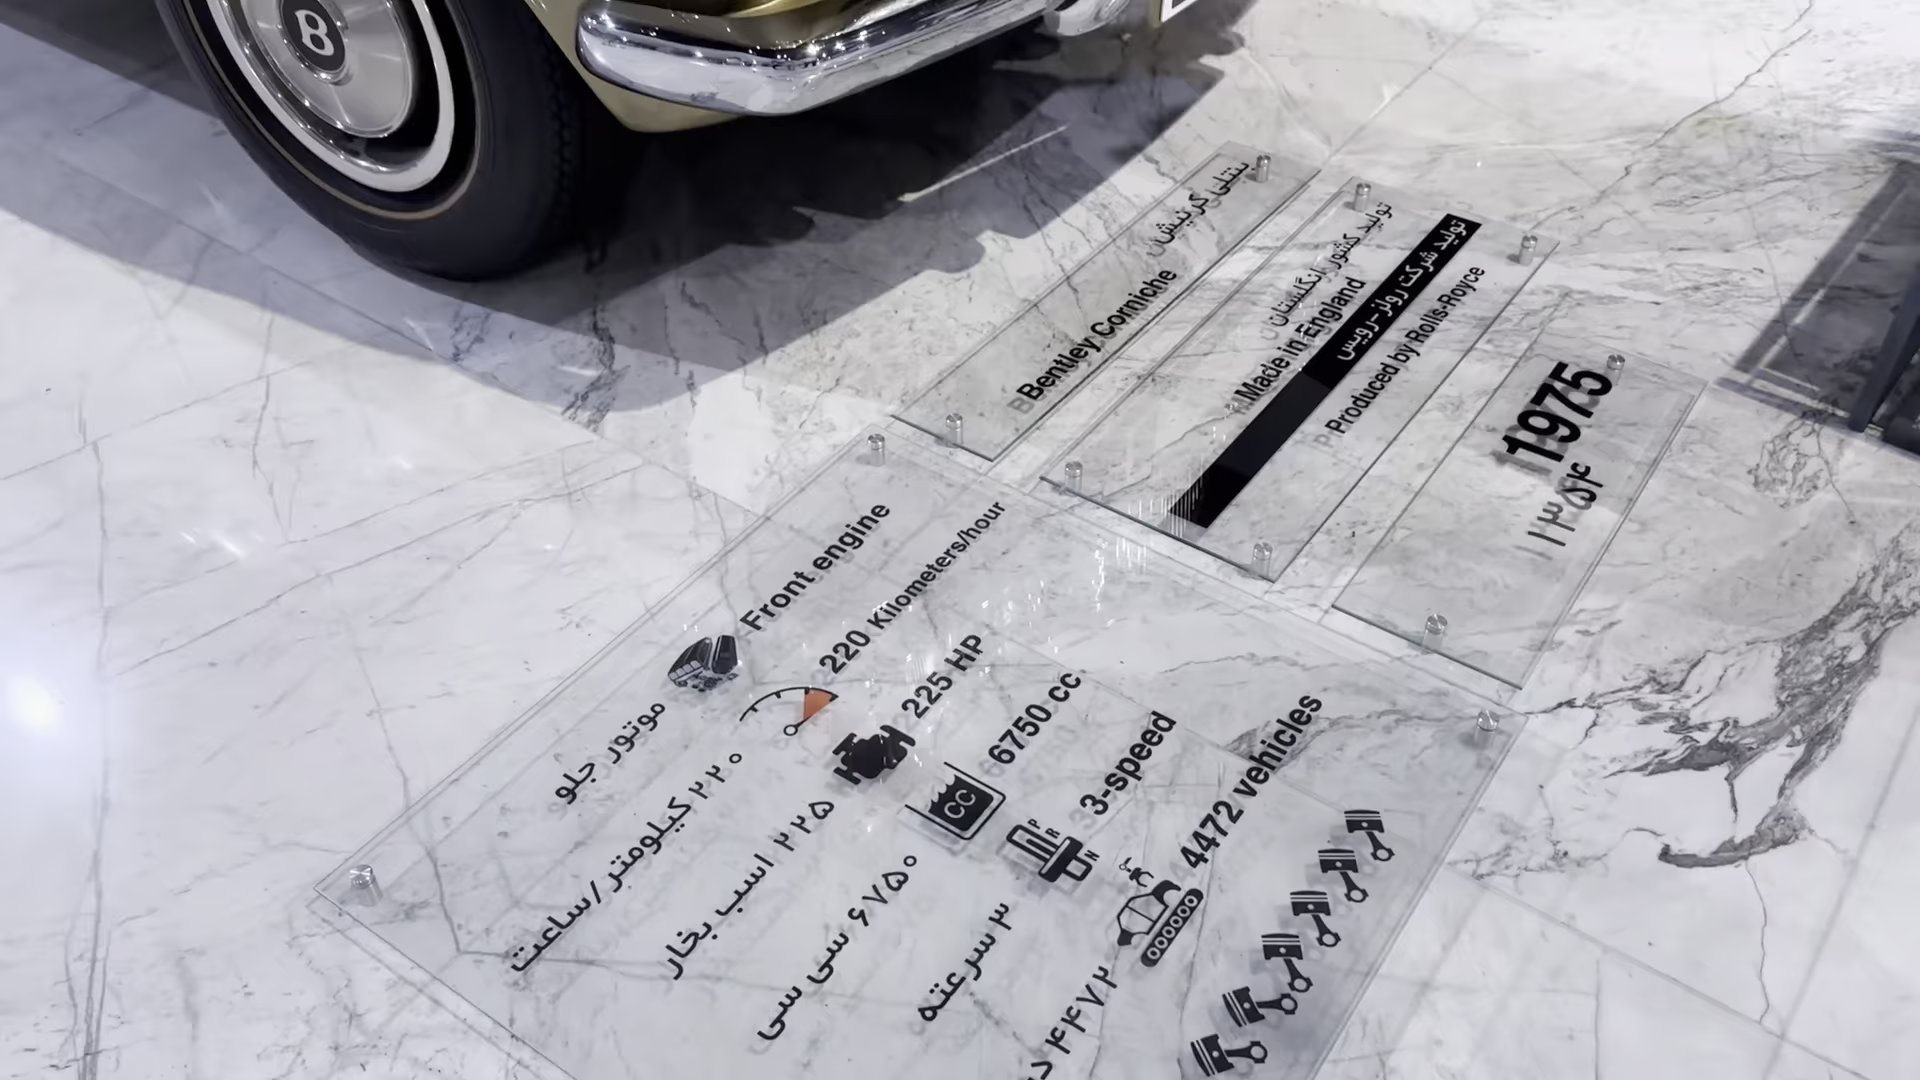 B
بنتلی کرنیش
Bentley Corniche
تولید کشور انگلستان
Made in England
تولید شرکت رولز-رویس
Produced by Rolls-Royce
1975
۱۳۵۴
Front engine
موتور جلو
220 Kilometers/hour
۲۲۰ کیلومتر/ساعت
225 HP
۲۲۵ اسب بخار
6750 cc
CC
۶۷۵۰ سی سی
3-speed
P R N
۳ سرعته
4472 vehicles
۴۴۷۲